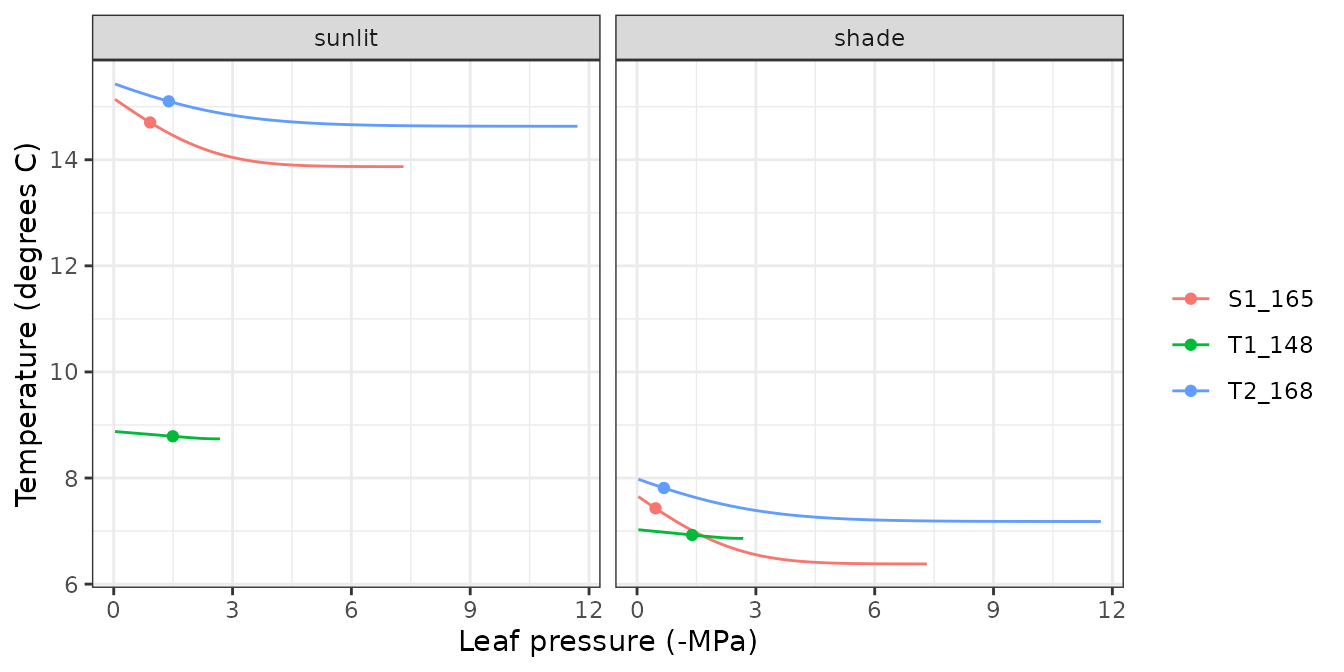 sunlit
shade
Temperature (degrees C)
14
12
10
8
6
0
3
6
9
12
0
3
6
9
12
Leaf pressure (-MPa)
S1_165
T1_148
T2_168